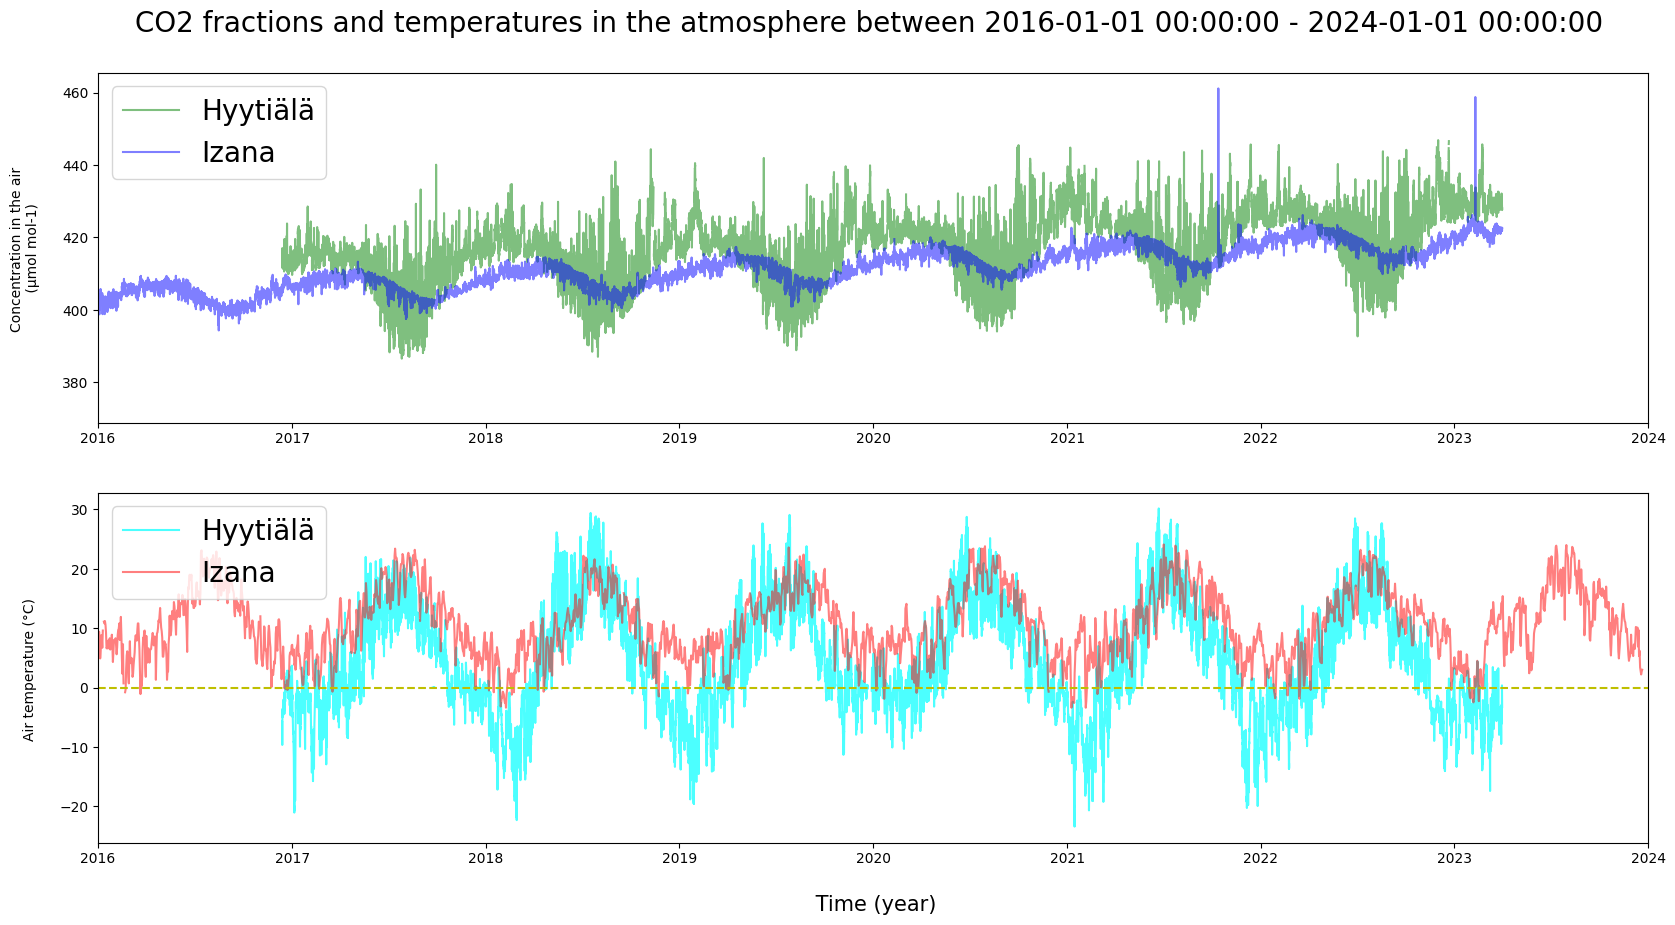 CO2 fractions and temperatures in the atmosphere between 2016-01-01 00:00:00 - 2024-01-01 00:00:00
Concentration in the air
(µmol mol-1)
460
440
420
400
380
Hyytiälä
Izana
2016 2017 2018 2019 2020 2021 2022 2023 2024
Air temperature (°C)
30
20
10
0
−10
−20
Hyytiälä
Izana
2016 2017 2018 2019 2020 2021 2022 2023 2024
Time (year)